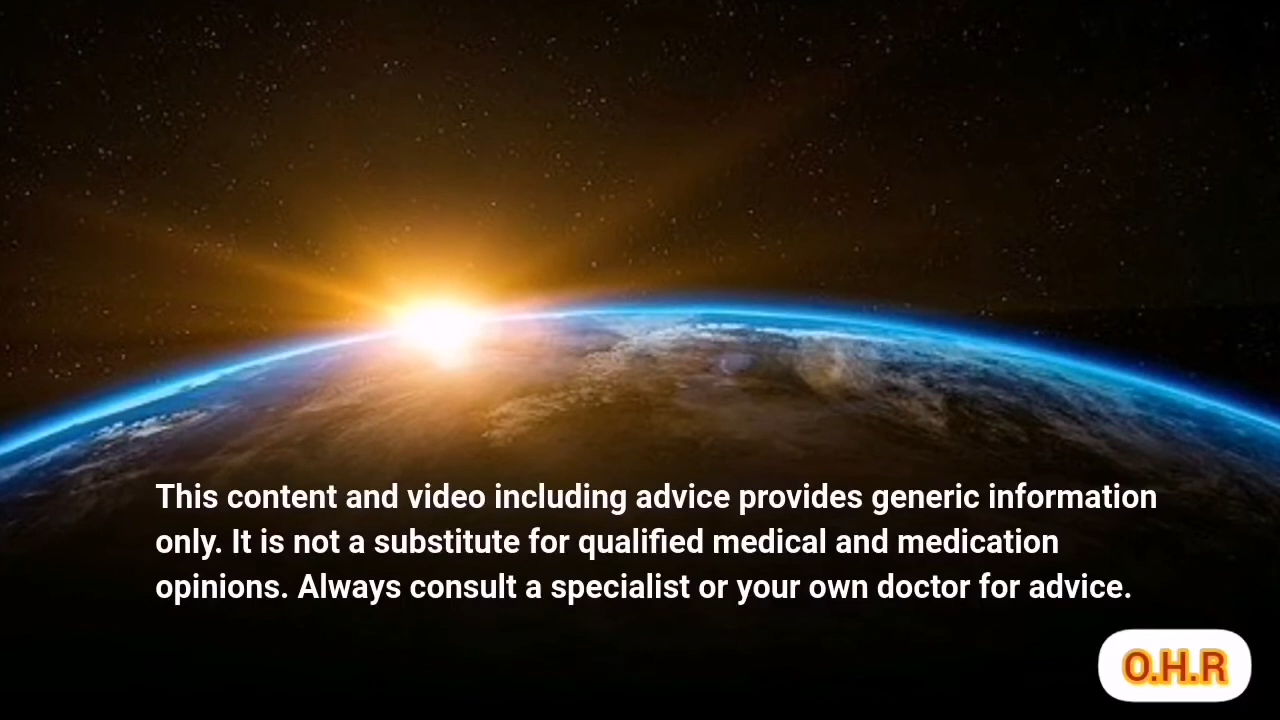 This content and video including advice provides generic information
only. It is not a substitute for qualified medical and medication
opinions. Always consult a specialist or your own doctor for advice.
O.H.R